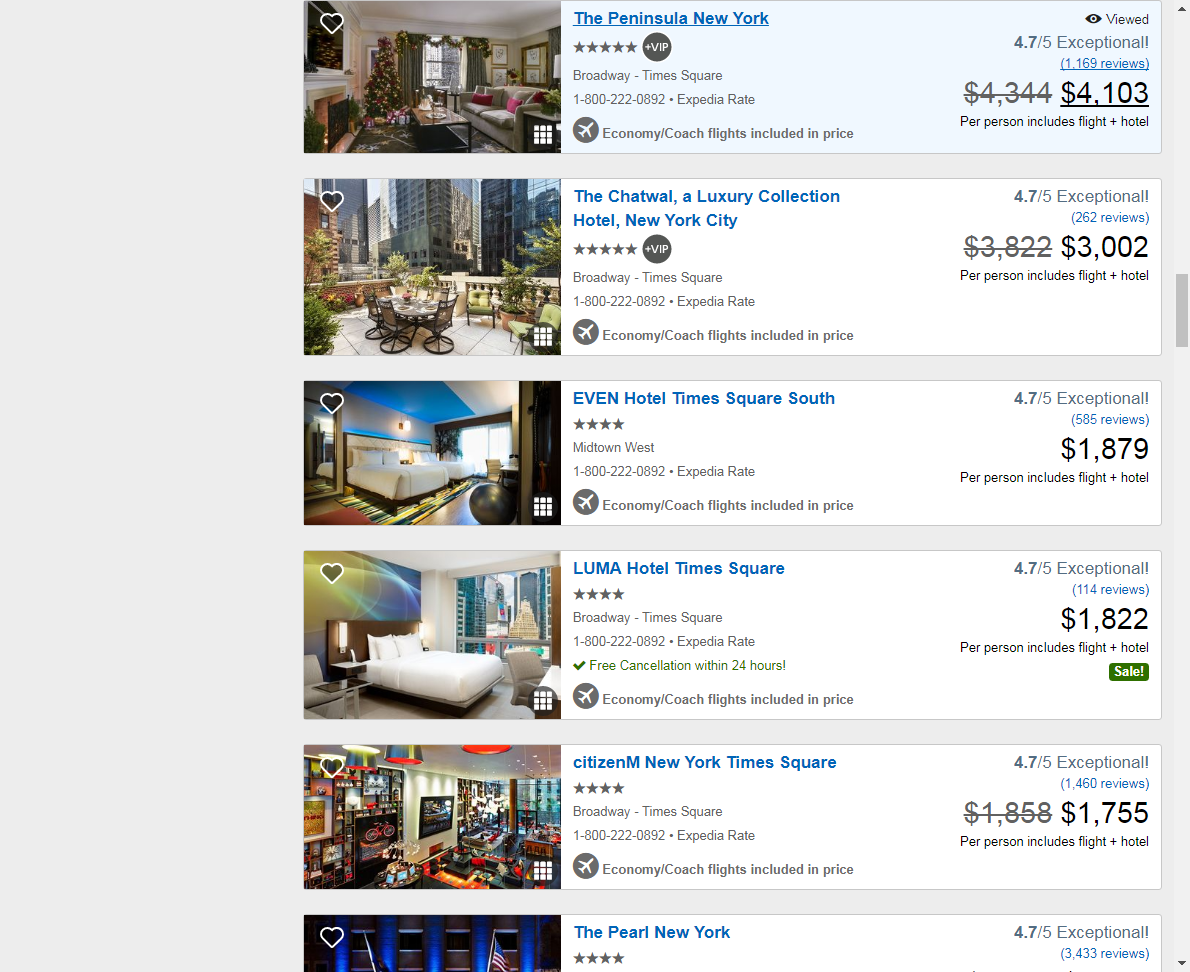 The Peninsula New York
Viewed
★★★★★ +VIP
4.7/5 Exceptional!
(1,169 reviews)
Broadway - Times Square
$4,344 $4,103
1-800-222-0892 • Expedia Rate
Per person includes flight + hotel
Economy/Coach flights included in price
The Chatwal, a Luxury Collection
Hotel, New York City
4.7/5 Exceptional!
(262 reviews)
★★★★★ +VIP
$3,822 $3,002
Broadway - Times Square
Per person includes flight + hotel
1-800-222-0892 • Expedia Rate
Economy/Coach flights included in price
EVEN Hotel Times Square South
4.7/5 Exceptional!
(585 reviews)
★★★★
Midtown West
$1,879
1-800-222-0892 • Expedia Rate
Per person includes flight + hotel
Economy/Coach flights included in price
LUMA Hotel Times Square
4.7/5 Exceptional!
(114 reviews)
★★★★
Broadway - Times Square
$1,822
1-800-222-0892 • Expedia Rate
Per person includes flight + hotel
Free Cancellation within 24 hours!
Sale!
Economy/Coach flights included in price
citizenM New York Times Square
4.7/5 Exceptional!
(1,460 reviews)
★★★★
Broadway - Times Square
$1,858 $1,755
1-800-222-0892 • Expedia Rate
Per person includes flight + hotel
Economy/Coach flights included in price
The Pearl New York
4.7/5 Exceptional!
(3,433 reviews)
★★★★